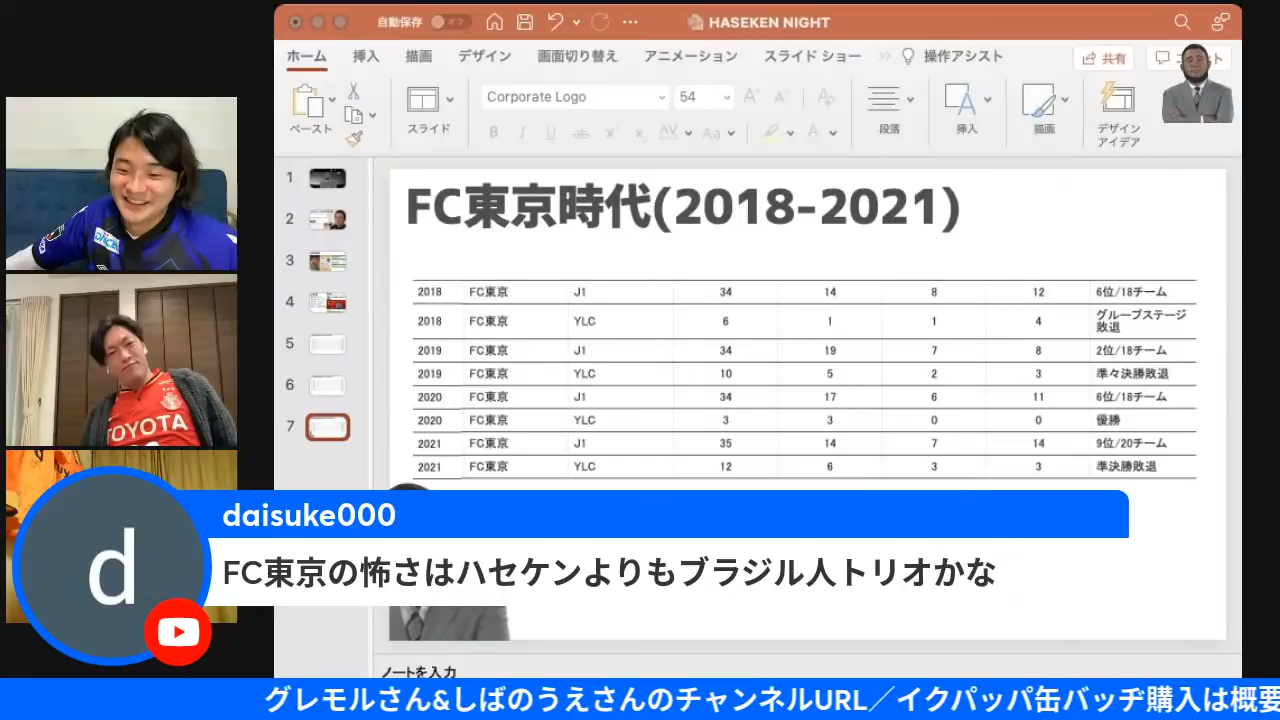 自動保存 オフ
HASEKEN NIGHT
ホーム 挿入 描画 デザイン 画面切り替え アニメーション スライド ショー 操作アシスト 共有
ペースト
スライド
Corporate Logo 54
段落
挿入
描画
デザイン
アイデア
1
2
3
4
5
6
7
FC東京時代(2018-2021)
2018 FC東京 J1 34 14 8 12 6位/18チーム
2018 FC東京 YLC 6 1 1 4 グループステージ
敗退
2019 FC東京 J1 34 19 7 8 2位/18チーム
2019 FC東京 YLC 10 5 2 3 準々決勝敗退
2020 FC東京 J1 34 17 6 11 6位/18チーム
2020 FC東京 YLC 3 3 0 0 優勝
2021 FC東京 J1 35 14 7 14 9位/20チーム
2021 FC東京 YLC 12 6 3 3 準決勝敗退
TOYOTA
d
daisuke000
FC東京の怖さはハセケンよりもブラジル人トリオかな
ノートを入力
グレモルさん&しばのうえさんのチャンネルURL／イクパッパ缶バッヂ購入は概要